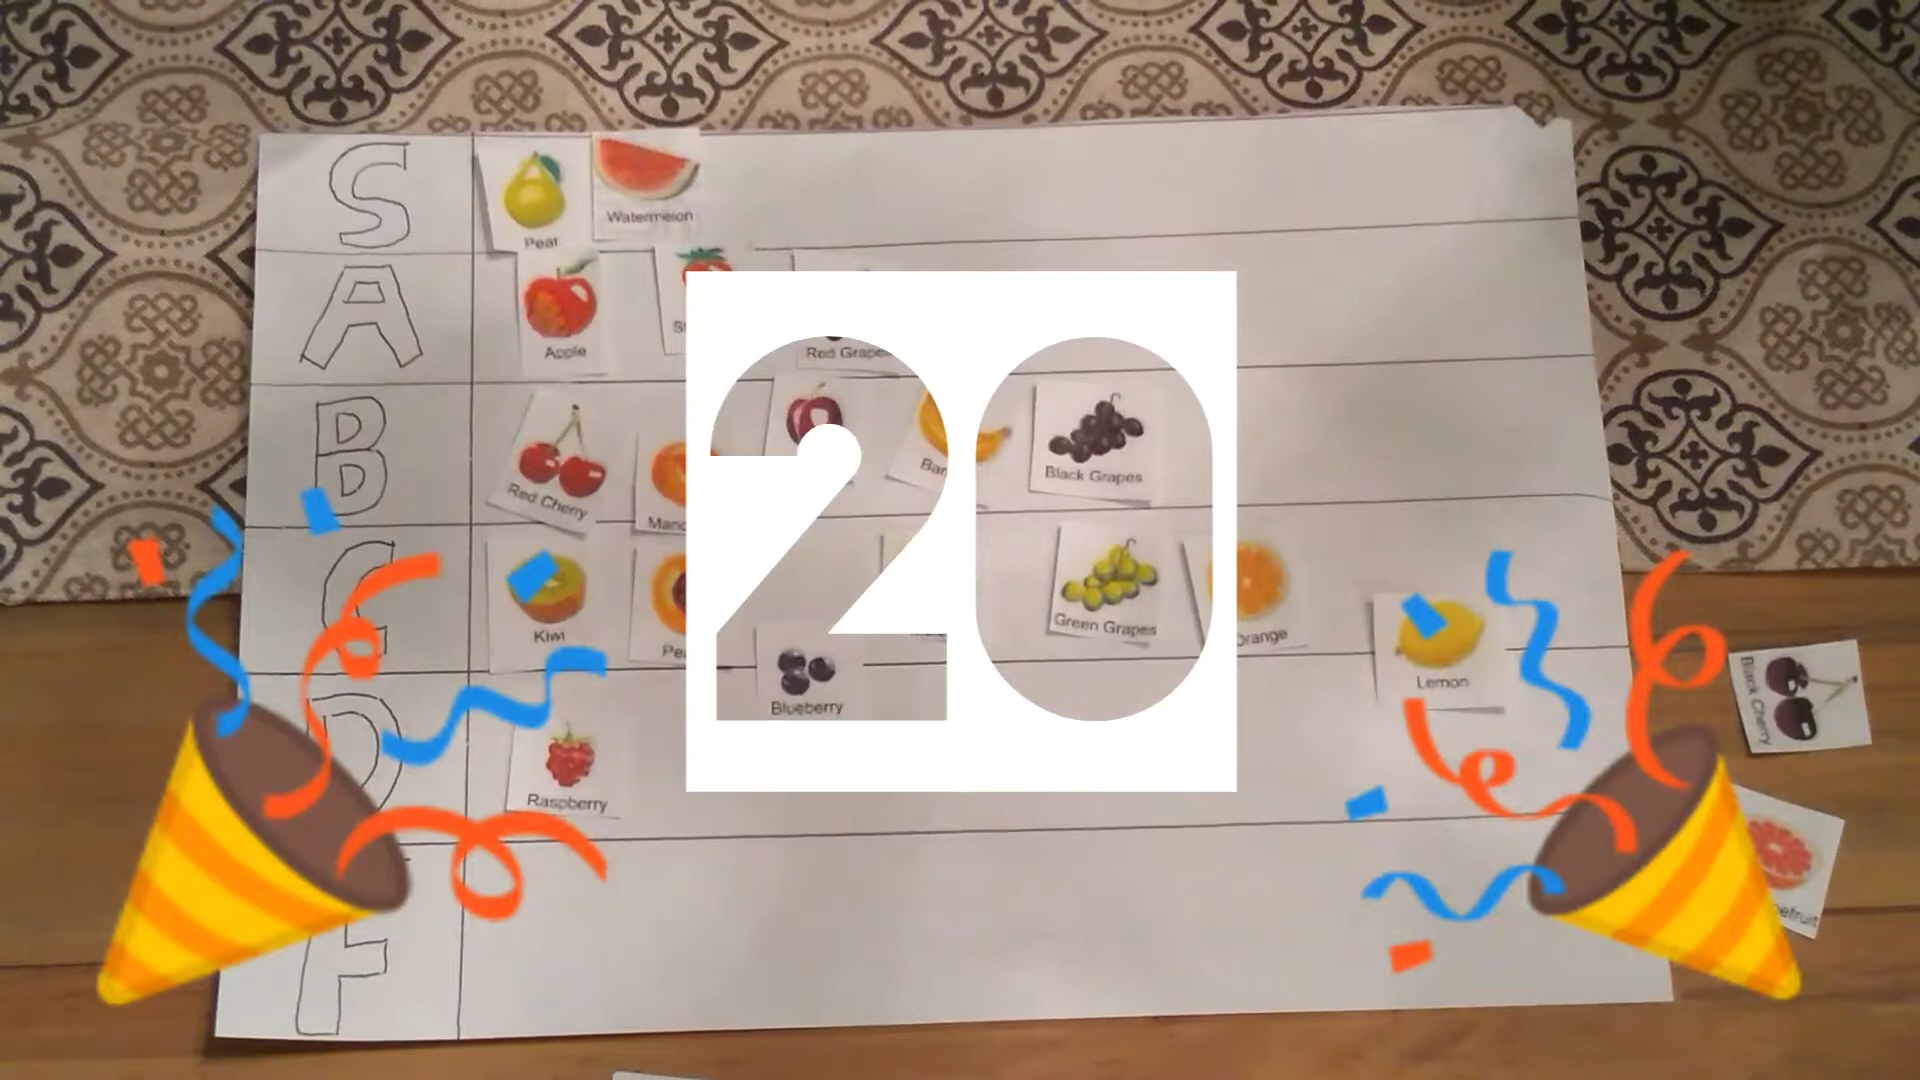 S
Pear
Watermelon
A
Apple
Red Grapes
20
B
Red Cherry
Black Grapes
C
Kiwi
Green Grapes
Orange
Lemon
Black Cherry
Blueberry
D
Raspberry
F